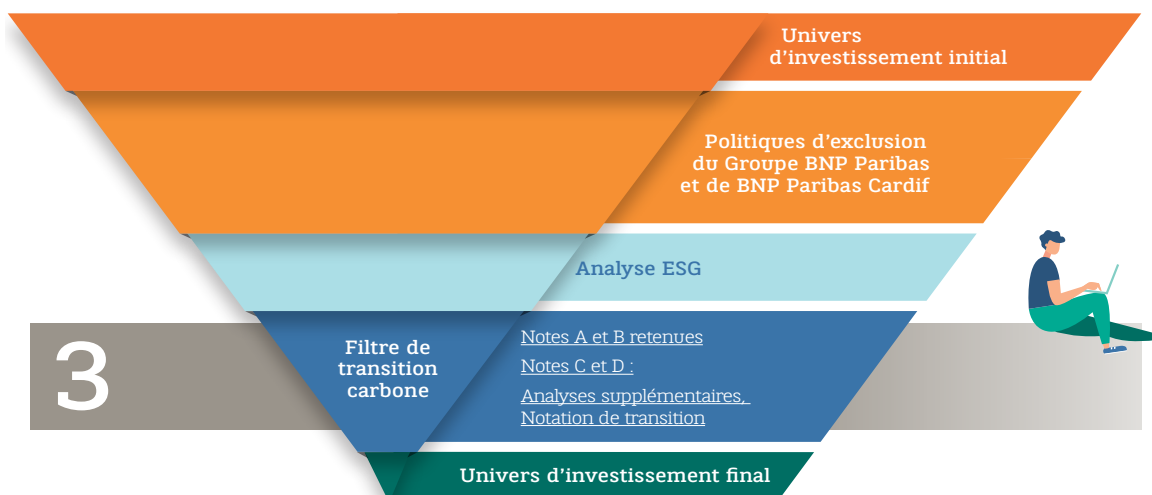 Univers
d'investissement initial
Politiques d'exclusion
du Groupe BNP Paribas
et de BNP Paribas Cardif
Analyse ESG
3
Filtre de
transition
carbone
Notes A et B retenues
Notes C et D :
Analyses supplémentaires,
Notation de transition
Univers d'investissement final